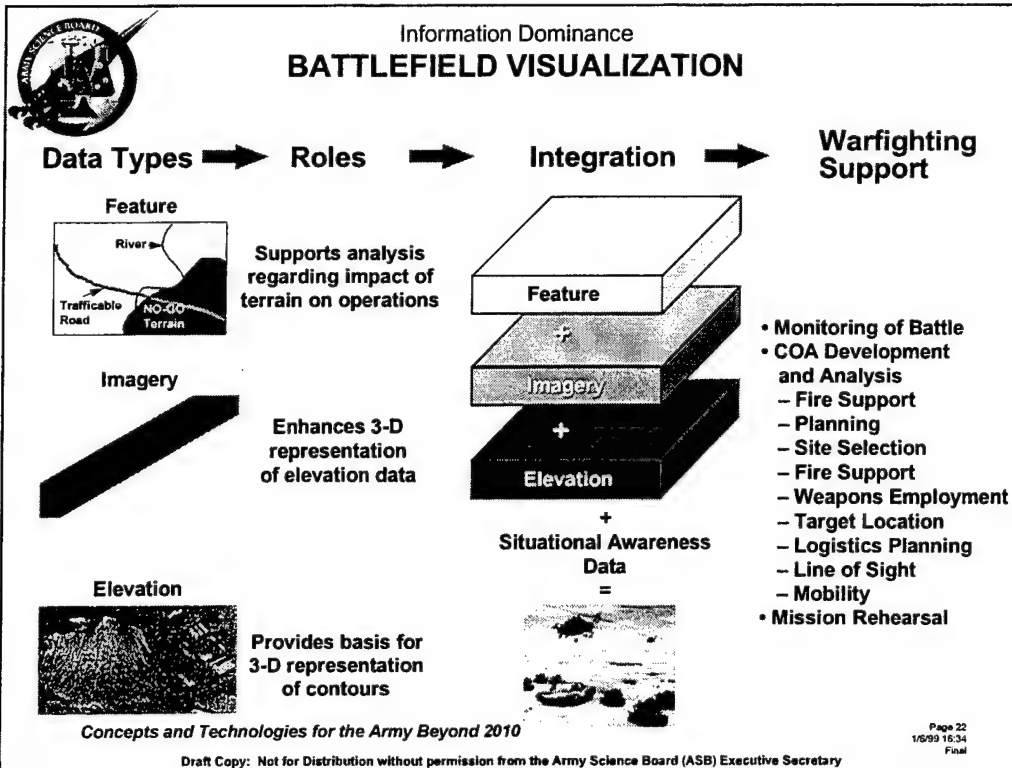 ARMY SCIENCE BOARD
Information Dominance
BATTLEFIELD VISUALIZATION
Data Types
Roles
Integration
Warfighting
Support
Feature
River
Trafficable
Road
NO-GO
Terrain
Supports analysis
regarding impact of
terrain on operations
Imagery
Enhances 3-D
representation
of elevation data
Elevation
Provides basis for
3-D representation
of contours
Feature
+
Imagery
+
Elevation
+
Situational Awareness
Data
=
• Monitoring of Battle
• COA Development
and Analysis
– Fire Support
– Planning
– Site Selection
– Fire Support
– Weapons Employment
– Target Location
– Logistics Planning
– Line of Sight
– Mobility
• Mission Rehearsal
Concepts and Technologies for the Army Beyond 2010
Page 22
1/6/99 16:34
Final
Draft Copy: Not for Distribution without permission from the Army Science Board (ASB) Executive Secretary